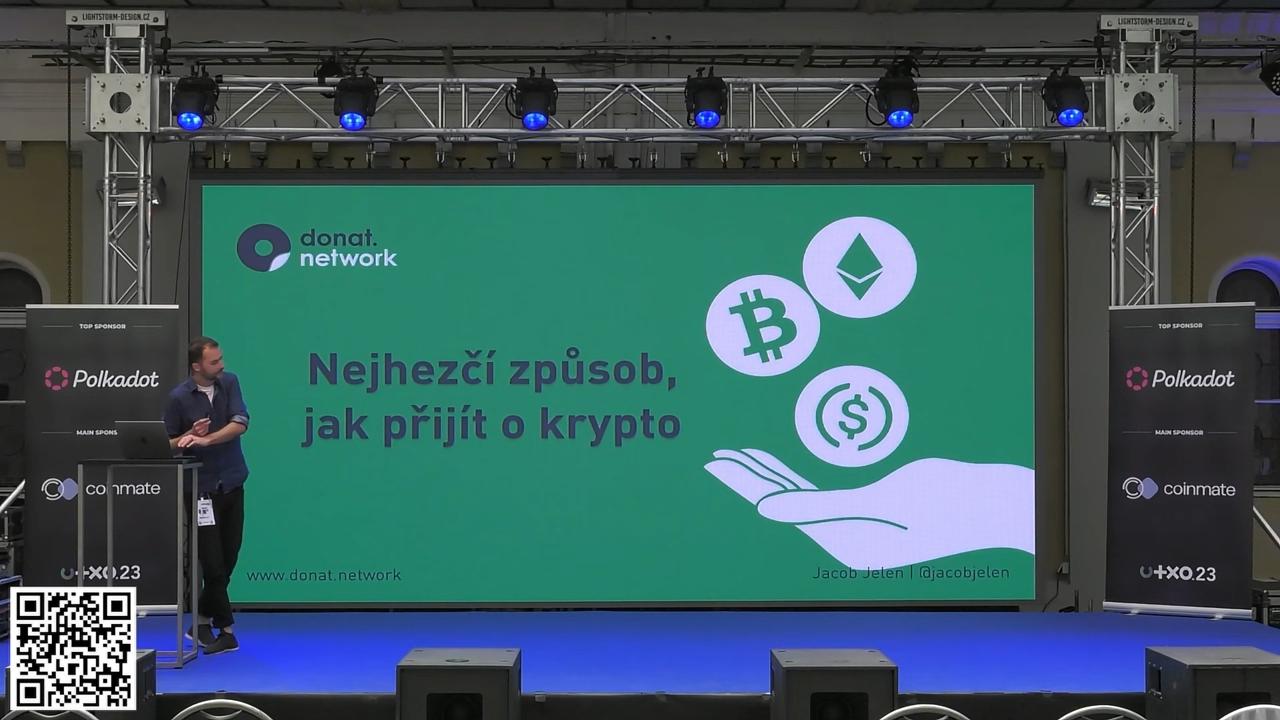 LIGHTSTORM-DESIGN.CZ
LIGHTSTORM-DESIGN.CZ
donat.
network
Nejhezčí způsob,
jak přijít o krypto
www.donat.network
Jacob Jelen | @jacobjelen
TOP SPONSOR
Polkadot
MAIN SPONS
coinmate
UTXO.23
TOP SPONSOR
Polkadot
MAIN SPONSOR
coinmate
UTXO.23